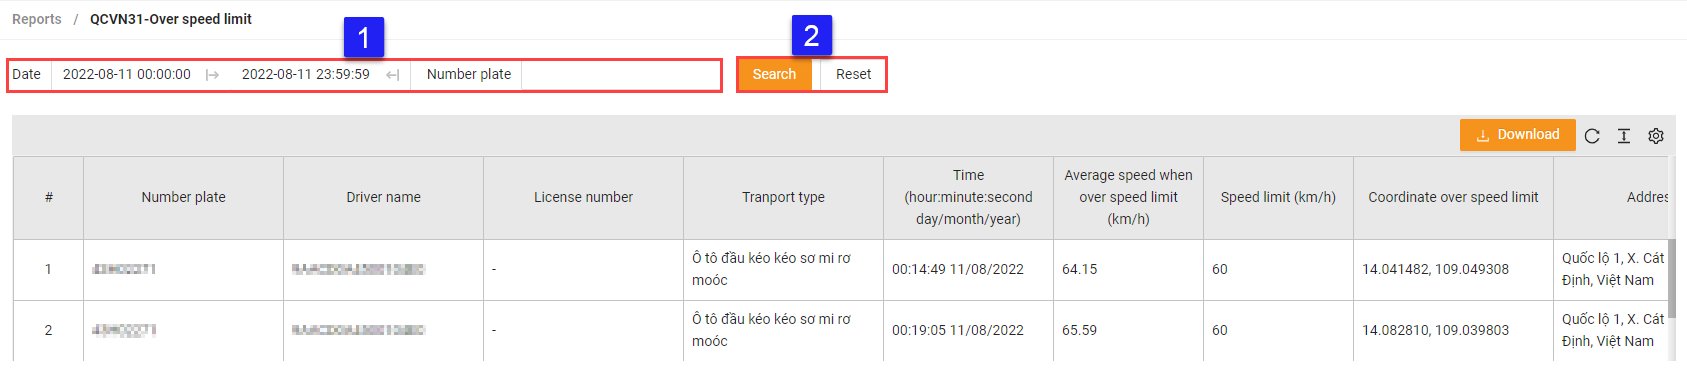 Reports / QCVN31-Over speed limit
1
2
Date 2022-08-11 00:00:00 2022-08-11 23:59:59 Number plate
Search Reset
Download
# Number plate Driver name License number Tranport type Time (hour:minute:second day/month/year) Average speed when over speed limit (km/h) Speed limit (km/h) Coordinate over speed limit Addres
1 - Ô tô đầu kéo kéo sơ mi rơ moóc 00:14:49 11/08/2022 64.15 60 14.041482, 109.049308 Quốc lộ 1, X. Cát Định, Việt Nam
2 - Ô tô đầu kéo kéo sơ mi rơ moóc 00:19:05 11/08/2022 65.59 60 14.082810, 109.039803 Quốc lộ 1, X. Cát Định, Việt Nam